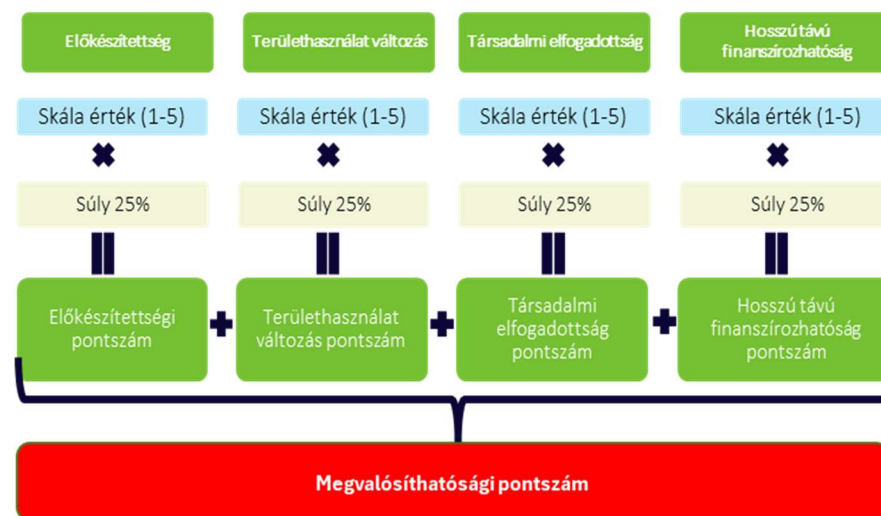 Előkészítettség
Területhasználat változás
Társadalmi elfogadottság
Hosszú távú
finanszírozhatóság
Skála érték (1-5)
Skála érték (1-5)
Skála érték (1-5)
Skála érték (1-5)
Súly 25%
Súly 25%
Súly 25%
Súly 25%
Előkészítettségi
pontszám
Területhasználat
változás pontszám
Társadalmi
elfogadottság
pontszám
Hosszú távú
finanszírozhatóság
pontszám
Megvalósíthatósági pontszám